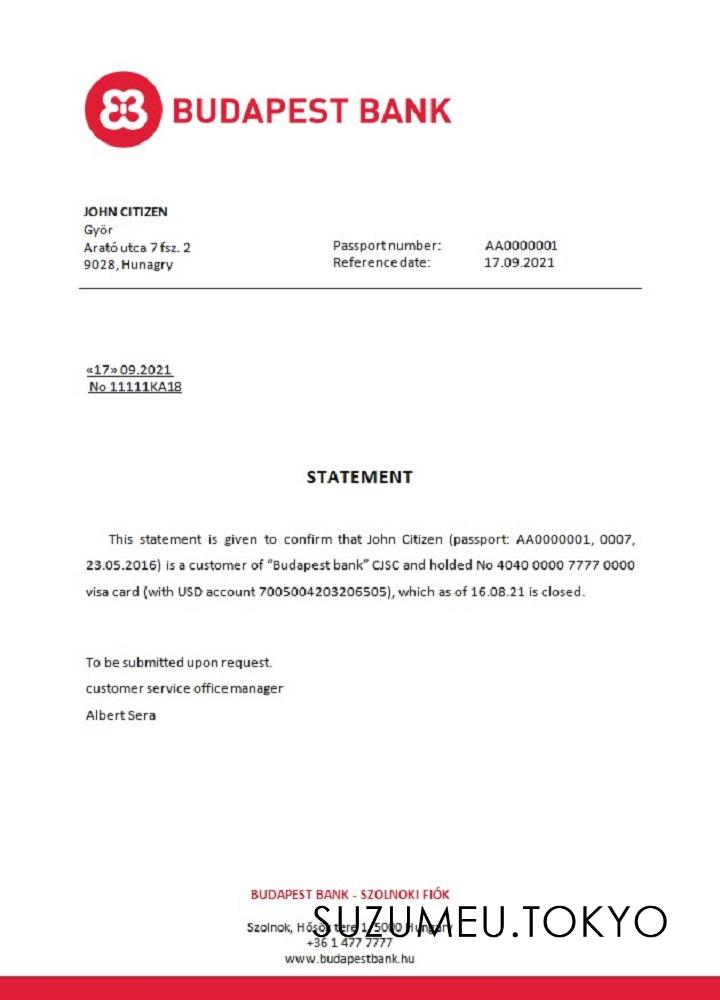 BUDAPEST BANK
JOHN CITIZEN
Györ
Arató utca 7 fsz. 2
9028, Hunagry
Passport number: AA0000001
Reference date: 17.09.2021
«17» 09.2021
No 11111KA18
STATEMENT
This statement is given to confirm that John Citizen (passport: AA0000001, 0007,
23.05.2016) is a customer of “Budapest bank” CJSC and holded No 4040 0000 7777 0000
visa card (with USD account 7005004203206505), which as of 16.08.21 is closed.
To be submitted upon request.
customer service office manager
Albert Sera
BUDAPEST BANK - SZOLNOKI FIÓK
SUZUMEU.TOKYO
Szolnok, Hősök tere 1, 5000 Hungary
+36 1 477 7777
www.budapestbank.hu